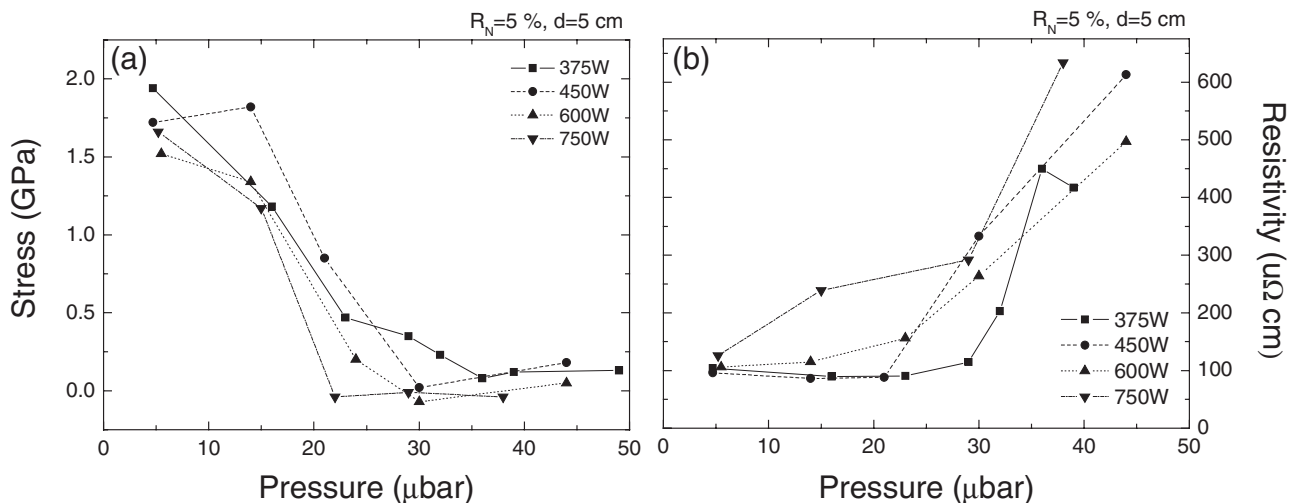 R_N=5 %, d=5 cm
(a)
375W
450W
600W
750W
2.0
1.5
1.0
0.5
0.0
Stress (GPa)
0 10 20 30 40 50
Pressure (μbar)
R_N=5 %, d=5 cm
(b)
375W
450W
600W
750W
600
500
400
300
200
100
0
Resistivity (uΩ cm)
10 20 30 40 50
Pressure (μbar)